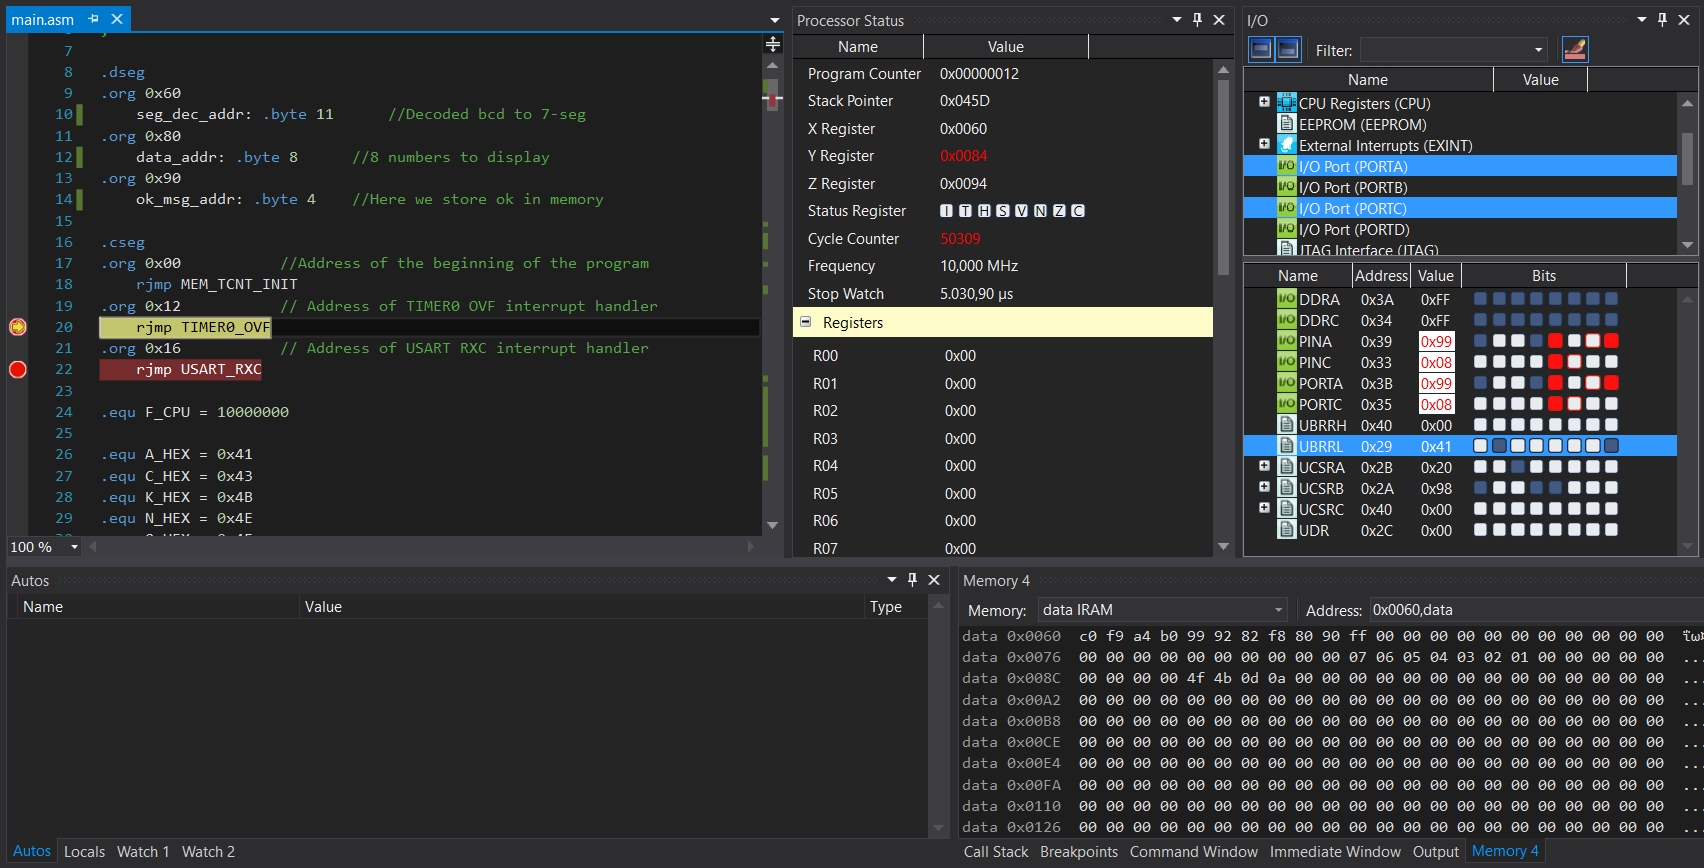 main.asm
7
8 .dseg
9 .org 0x60
10 seg_dec_addr: .byte 11 //Decoded bcd to 7-seg
11 .org 0x80
12 data_addr: .byte 8 //8 numbers to display
13 .org 0x90
14 ok_msg_addr: .byte 4 //Here we store ok in memory
15
16 .cseg
17 .org 0x00 //Address of the beginning of the program
18 rjmp MEM_TCNT_INIT
19 .org 0x12 // Address of TIMER0 OVF interrupt handler
20 rjmp TIMER0_OVF
21 .org 0x16 // Address of USART RXC interrupt handler
22 rjmp USART_RXC
23
24 .equ F_CPU = 10000000
25
26 .equ A_HEX = 0x41
27 .equ C_HEX = 0x43
28 .equ K_HEX = 0x4B
29 .equ N_HEX = 0x4E
100 %
Processor Status
Name Value
Program Counter 0x00000012
Stack Pointer 0x045D
X Register 0x0060
Y Register 0x0084
Z Register 0x0094
Status Register I T H S V N Z C
Cycle Counter 50309
Frequency 10,000 MHz
Stop Watch 5.030,90 µs
Registers
R00 0x00
R01 0x00
R02 0x00
R03 0x00
R04 0x00
R05 0x00
R06 0x00
R07 0x00
I/O
Filter:
Name Value
CPU Registers (CPU)
EEPROM (EEPROM)
External Interrupts (EXINT)
I/O Port (PORTA)
I/O Port (PORTB)
I/O Port (PORTC)
I/O Port (PORTD)
JTAG Interface (JTAG)
Name Address Value Bits
DDRA 0x3A 0xFF
DDRC 0x34 0xFF
PINA 0x39 0x99
PINC 0x33 0x08
PORTA 0x3B 0x99
PORTC 0x35 0x08
UBRRH 0x40 0x00
UBRRL 0x29 0x41
UCSRA 0x2B 0x20
UCSRB 0x2A 0x98
UCSRC 0x40 0x00
UDR 0x2C 0x00
Autos
Name Value Type
Autos Locals Watch 1 Watch 2
Memory 4
Memory: data IRAM Address: 0x0060,data
data 0x0060 c0 f9 a4 b0 99 92 82 f8 80 90 ff 00 00 00 00 00 00 00 00 00 00 00
data 0x0076 00 00 00 00 00 00 00 00 00 00 07 06 05 04 03 02 01 00 00 00 00 00 ...
data 0x008C 00 00 00 00 4f 4b 0d 0a 00 00 00 00 00 00 00 00 00 00 00 00 00 00 ...
data 0x00A2 00 00 00 00 00 00 00 00 00 00 00 00 00 00 00 00 00 00 00 00 00 00 ...
data 0x00B8 00 00 00 00 00 00 00 00 00 00 00 00 00 00 00 00 00 00 00 00 00 00 ...
data 0x00CE 00 00 00 00 00 00 00 00 00 00 00 00 00 00 00 00 00 00 00 00 00 00 ...
data 0x00E4 00 00 00 00 00 00 00 00 00 00 00 00 00 00 00 00 00 00 00 00 00 00 ...
data 0x00FA 00 00 00 00 00 00 00 00 00 00 00 00 00 00 00 00 00 00 00 00 00 00 ...
data 0x0110 00 00 00 00 00 00 00 00 00 00 00 00 00 00 00 00 00 00 00 00 00 00 ...
data 0x0126 00 00 00 00 00 00 00 00 00 00 00 00 00 00 00 00 00 00 00 00 00 00 ...
Call Stack Breakpoints Command Window Immediate Window Output Memory 4